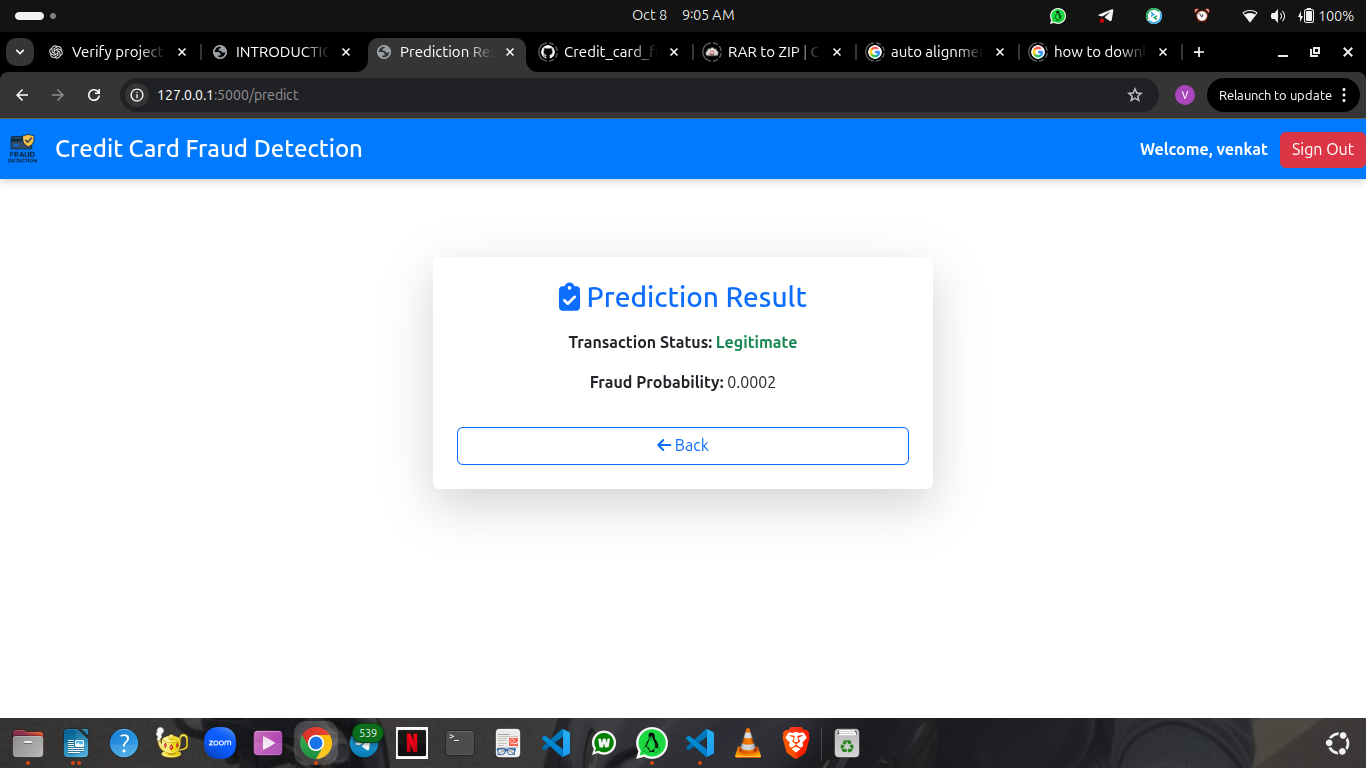 Oct 8 9:05 AM
100%
Verify project
INTRODUCTIO
Prediction Re
Credit_card_f
RAR to ZIP | C
auto alignme
how to downl
127.0.0.1:5000/predict
V
Relaunch to update
FRAUD
DETECTION
Credit Card Fraud Detection
Welcome, venkat
Sign Out
Prediction Result
Transaction Status: Legitimate
Fraud Probability: 0.0002
Back
?
zoom
539
N
>_
W